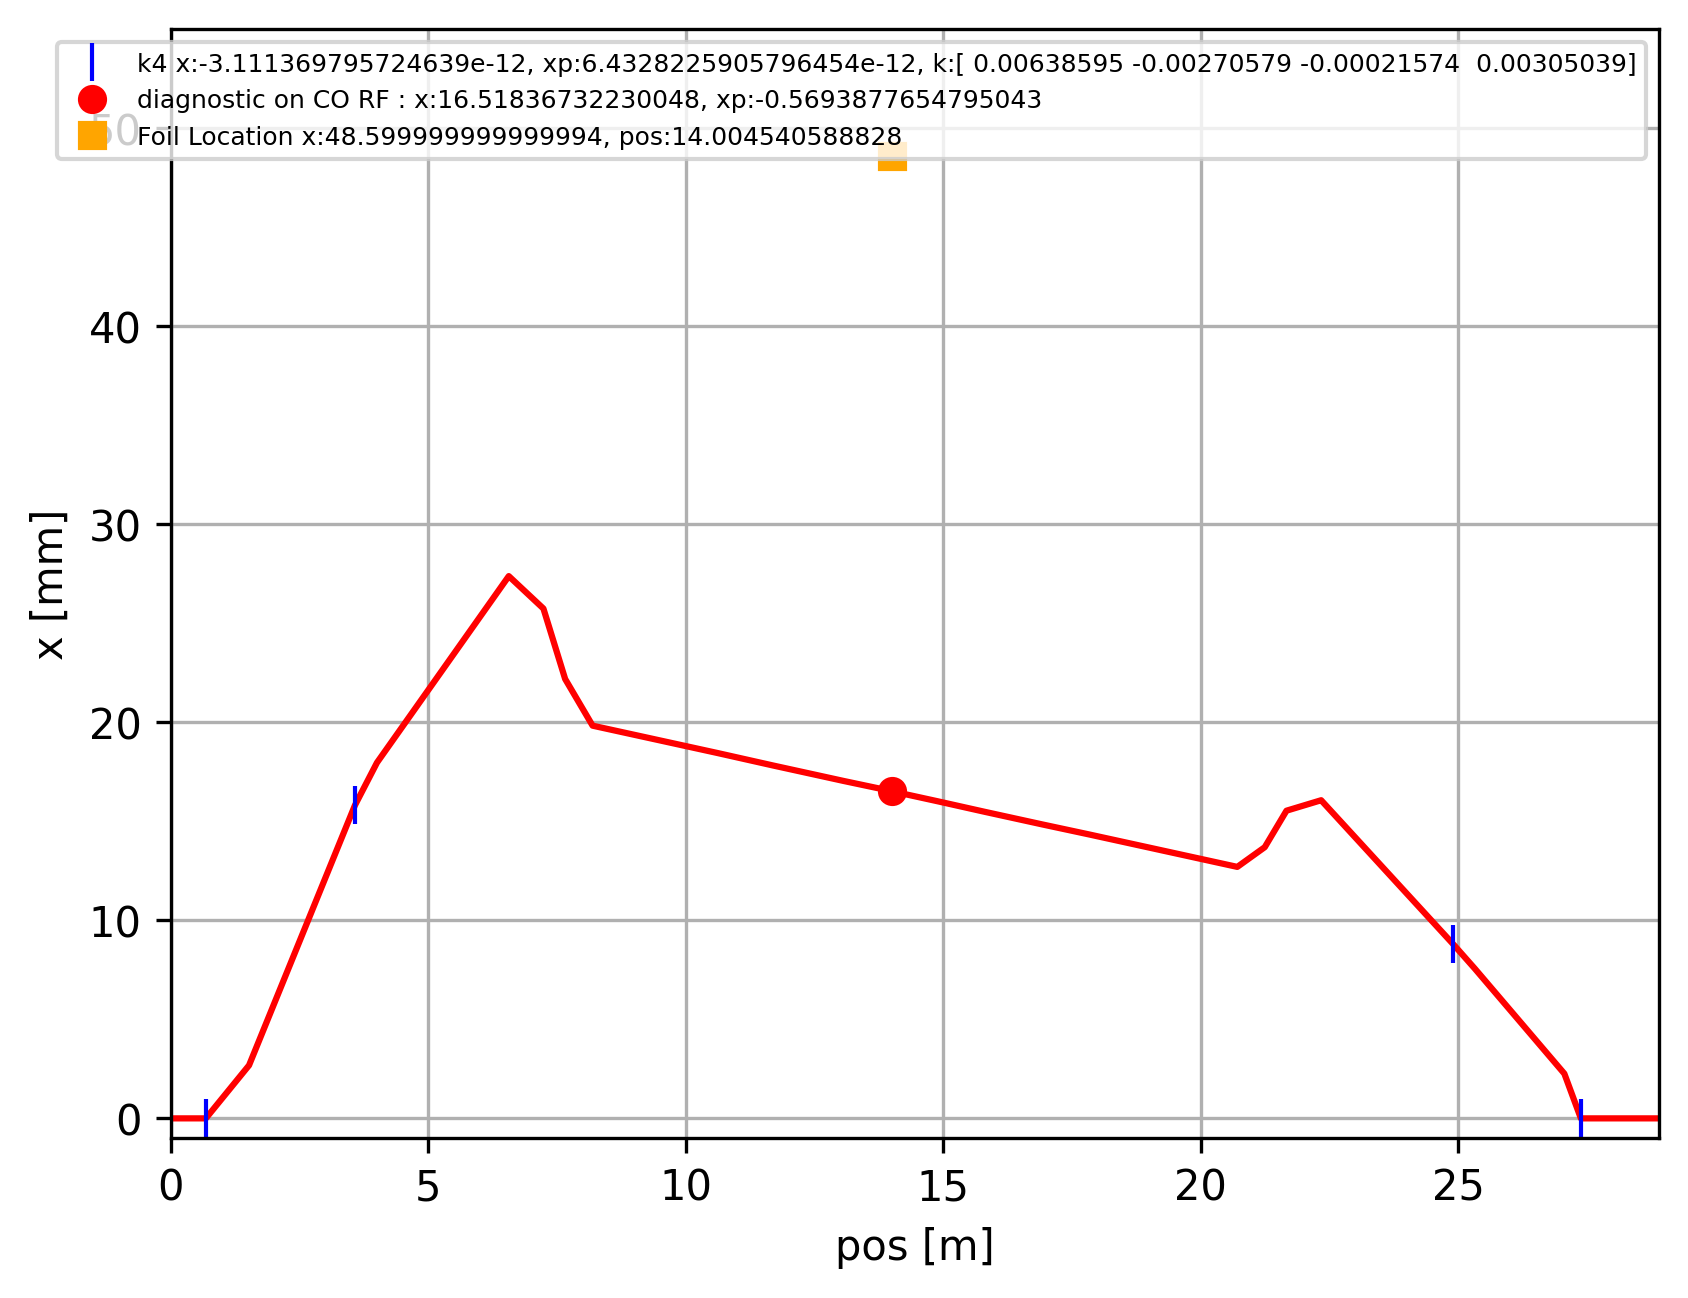 k4 x:-3.111369795724639e-12, xp:6.4328225905796454e-12, k:[ 0.00638595 -0.00270579 -0.00021574  0.00305039]
diagnostic on CO RF : x:16.51836732230048, xp:-0.5693877654795043
Foil Location x:48.599999999999994, pos:14.004540588828
50
40
30
20
10
0
x [mm]
0 5 10 15 20 25
pos [m]